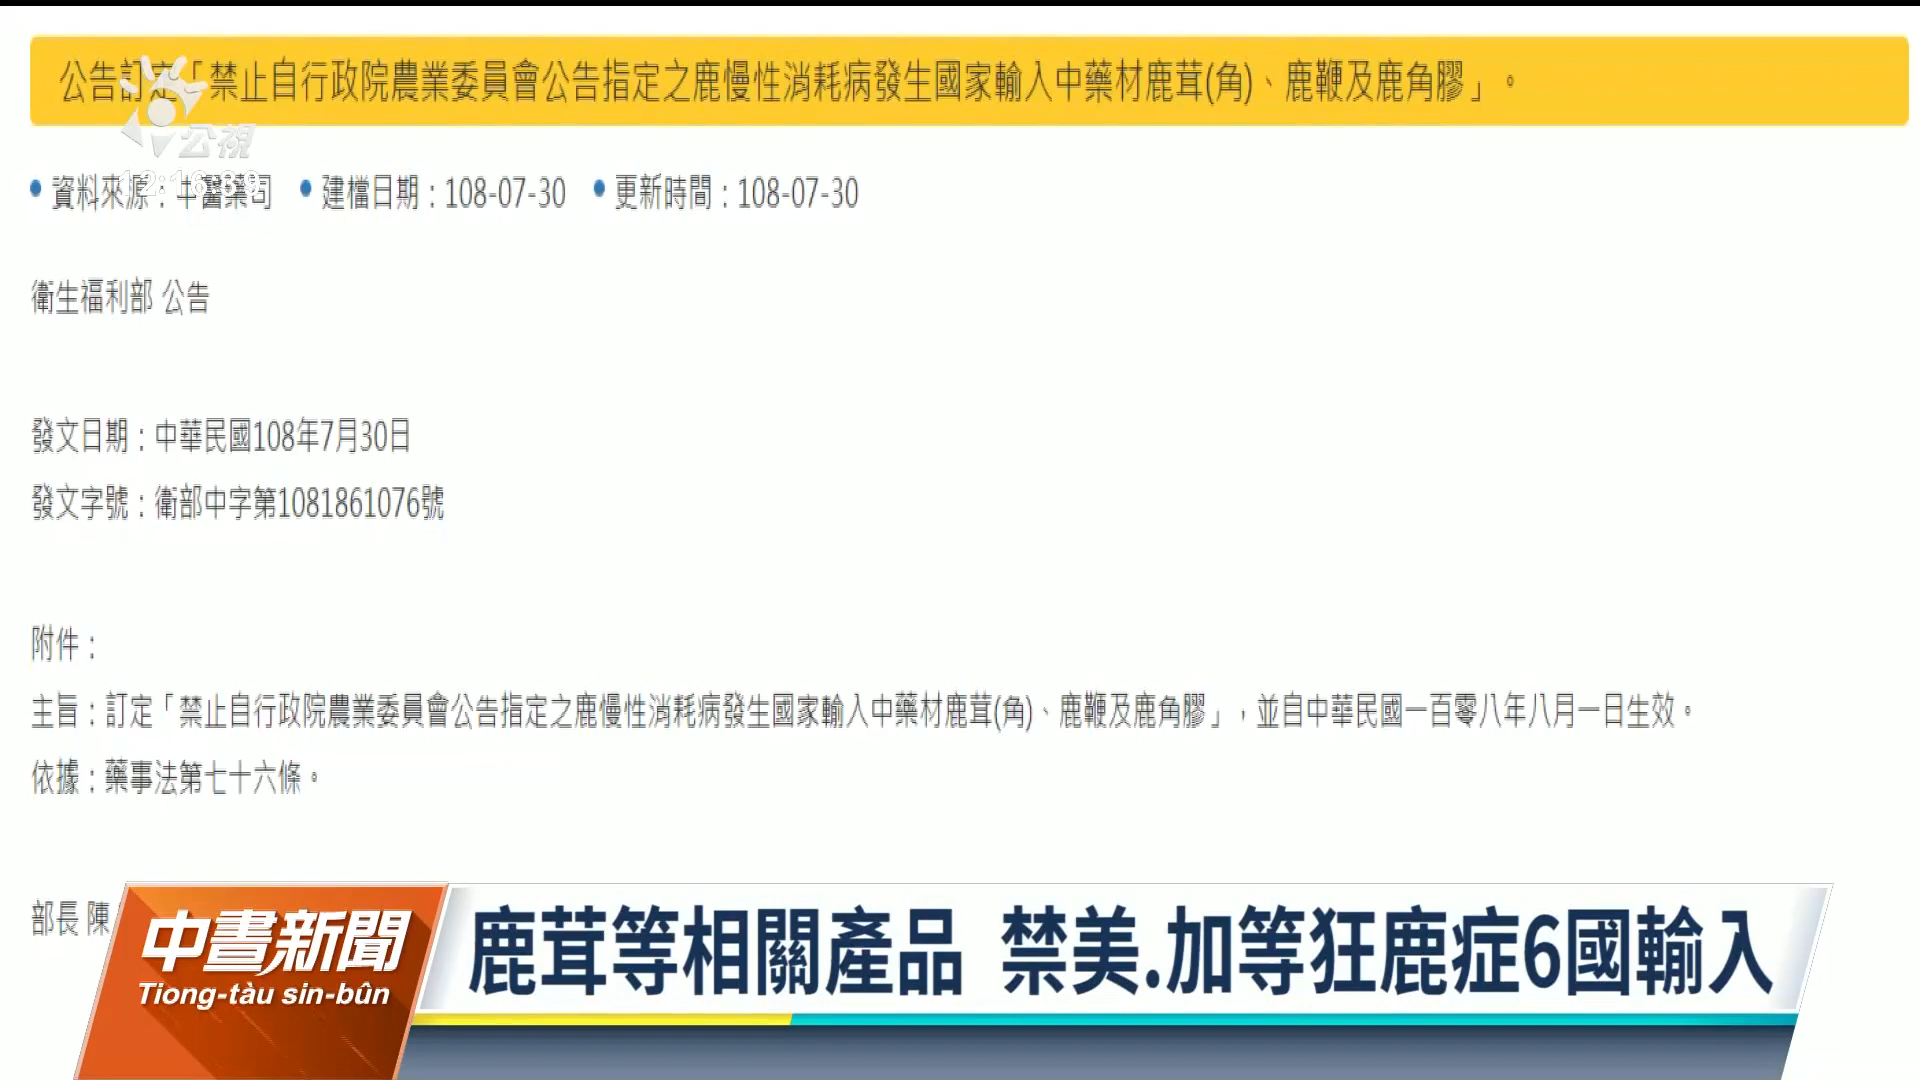 公告訂定「禁止自行政院農業委員會公告指定之鹿慢性消耗病發生國家輸入中藥材鹿茸(角)、鹿鞭及鹿角膠」。
公視
資料來源：中醫藥司 建檔日期：108-07-30 更新時間：108-07-30
衛生福利部 公告
發文日期：中華民國108年7月30日
發文字號：衛部中字第1081861076號
附件：
主旨：訂定「禁止自行政院農業委員會公告指定之鹿慢性消耗病發生國家輸入中藥材鹿茸(角)、鹿鞭及鹿角膠」，並自中華民國一百零八年八月一日生效。
依據：藥事法第七十六條。
部長 陳
中晝新聞
Tiong-tàu sin-bûn
鹿茸等相關產品 禁美.加等狂鹿症6國輸入